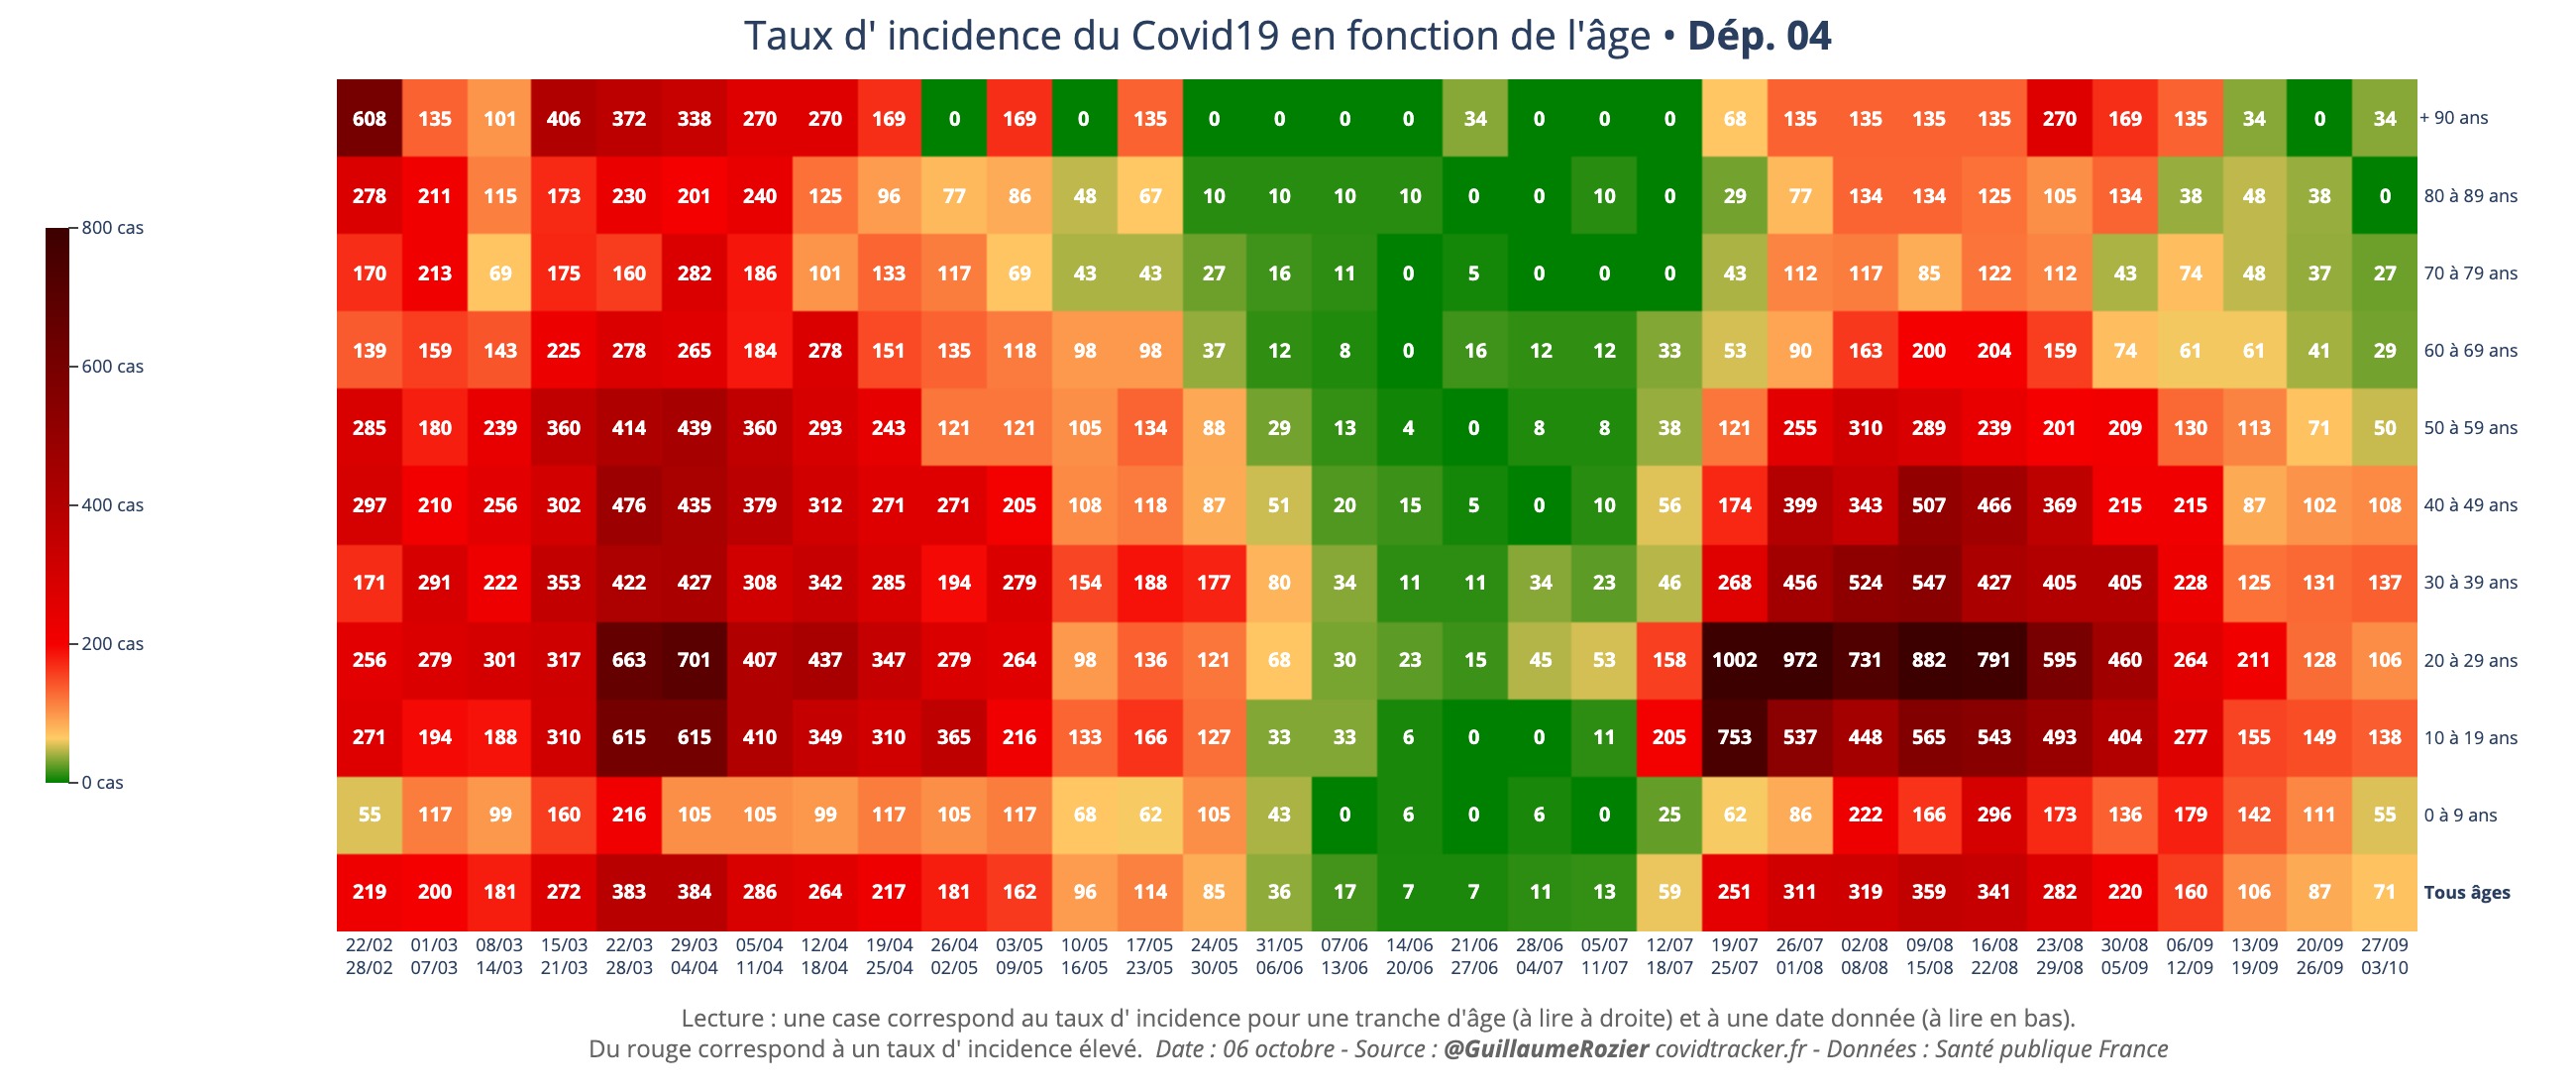 Taux d' incidence du Covid19 en fonction de l'âge • Dép. 04
800 cas
600 cas
400 cas
200 cas
0 cas
608 135 101 406 372 338 270 270 169 0 169 0 135 0 0 0 0 34 0 0 0 68 135 135 135 135 270 169 135 34 0 34 + 90 ans
278 211 115 173 230 201 240 125 96 77 86 48 67 10 10 10 10 0 0 10 0 29 77 134 134 125 105 134 38 48 38 0 80 à 89 ans
170 213 69 175 160 282 186 101 133 117 69 43 43 27 16 11 0 5 0 0 0 43 112 117 85 122 112 43 74 48 37 27 70 à 79 ans
139 159 143 225 278 265 184 278 151 135 118 98 98 37 12 8 0 16 12 12 33 53 90 163 200 204 159 74 61 61 41 29 60 à 69 ans
285 180 239 360 414 439 360 293 243 121 121 105 134 88 29 13 4 0 8 8 38 121 255 310 289 239 201 209 130 113 71 50 50 à 59 ans
297 210 256 302 476 435 379 312 271 271 205 108 118 87 51 20 15 5 0 10 56 174 399 343 507 466 369 215 215 87 102 108 40 à 49 ans
171 291 222 353 422 427 308 342 285 194 279 154 188 177 80 34 11 11 34 23 46 268 456 524 547 427 405 405 228 125 131 137 30 à 39 ans
256 279 301 317 663 701 407 437 347 279 264 98 136 121 68 30 23 15 45 53 158 1002 972 731 882 791 595 460 264 211 128 106 20 à 29 ans
271 194 188 310 615 615 410 349 310 365 216 133 166 127 33 33 6 0 0 11 205 753 537 448 565 543 493 404 277 155 149 138 10 à 19 ans
55 117 99 160 216 105 105 99 117 105 117 68 62 105 43 0 6 0 6 0 25 62 86 222 166 296 173 136 179 142 111 55 0 à 9 ans
219 200 181 272 383 384 286 264 217 181 162 96 114 85 36 17 7 7 11 13 59 251 311 319 359 341 282 220 160 106 87 71 Tous âges
22/02 01/03 08/03 15/03 22/03 29/03 05/04 12/04 19/04 26/04 03/05 10/05 17/05 24/05 31/05 07/06 14/06 21/06 28/06 05/07 12/07 19/07 26/07 02/08 09/08 16/08 23/08 30/08 06/09 13/09 20/09 27/09
28/02 07/03 14/03 21/03 28/03 04/04 11/04 18/04 25/04 02/05 09/05 16/05 23/05 30/05 06/06 13/06 20/06 27/06 04/07 11/07 18/07 25/07 01/08 08/08 15/08 22/08 29/08 05/09 12/09 19/09 26/09 03/10
Lecture : une case correspond au taux d' incidence pour une tranche d'âge (à lire à droite) et à une date donnée (à lire en bas).
Du rouge correspond à un taux d' incidence élevé. Date : 06 octobre - Source : @GuillaumeRozier covidtracker.fr - Données : Santé publique France